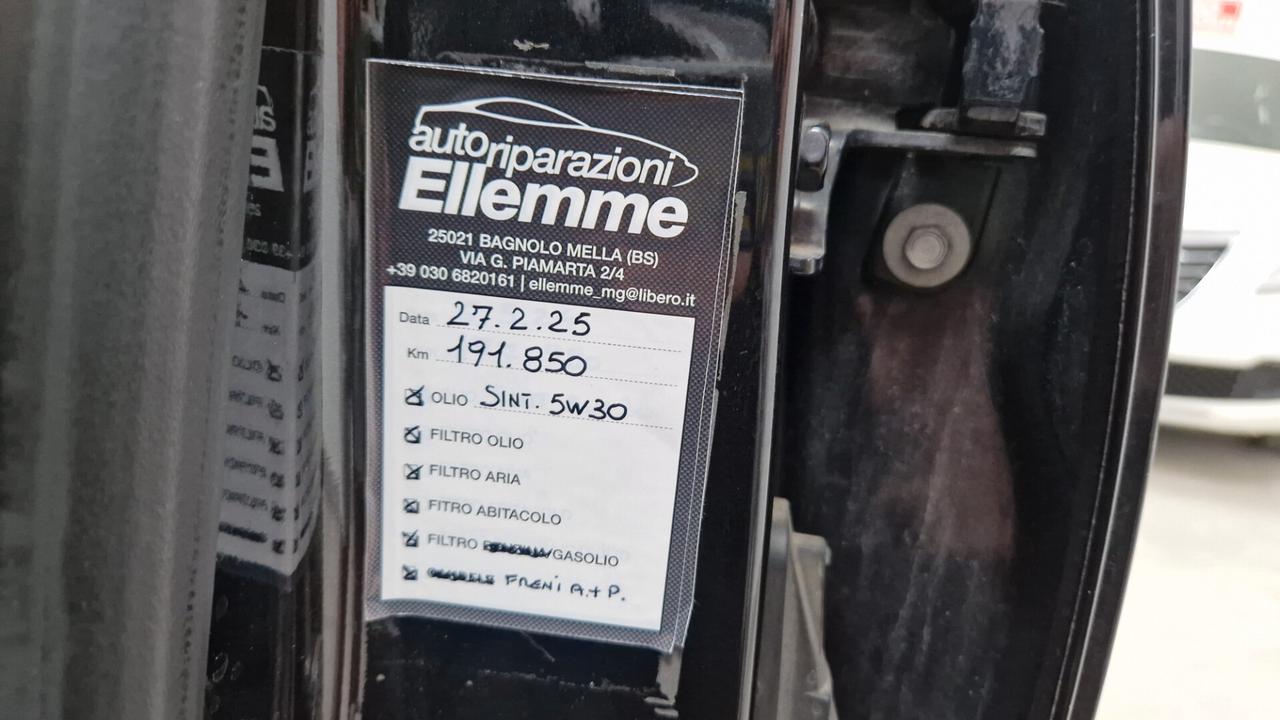 autoriparazioni
Ellemme
25021 BAGNOLO MELLA (BS)
VIA G. PIAMARTA 2/4
+39 030 6820161 | ellemme_mg@libero.it
Data 27.2.25
Km 191.850
OLIO SINT. 5W30
FILTRO OLIO
FILTRO ARIA
FITRO ABITACOLO
FILTRO /GASOLIO
FRENI A.+P.